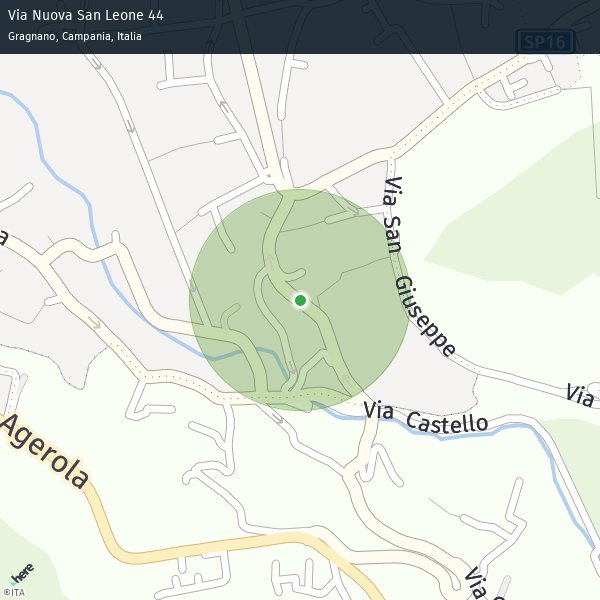 Via Nuova San Leone 44
Gragnano, Campania, Italia
SP16
Via San Giuseppe
Via
Via Castello
Agerola
here
©ITA